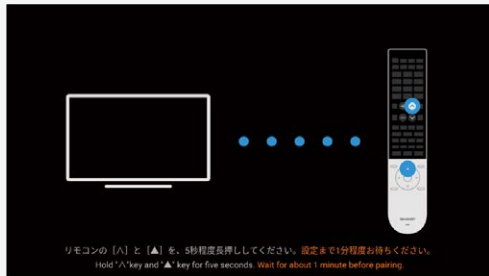 SHARP
リモコンの［∧］と［▲］を、5秒程度長押ししてください。設定まで1分程度お待ちください。
Hold "∧"key and"▲" key for five seconds. Wait for about 1 minute before pairing.